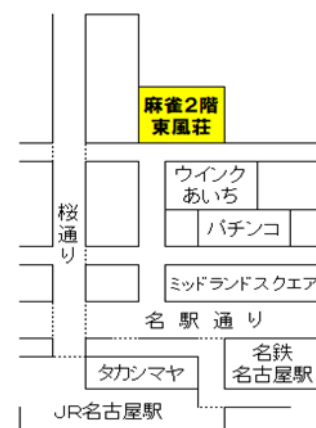 麻雀２階
東風荘
ウインク
あいち
パチンコ
桜通り
ミッドランドスクエア
名駅通り
名鉄
名古屋駅
タカシマヤ
JR名古屋駅